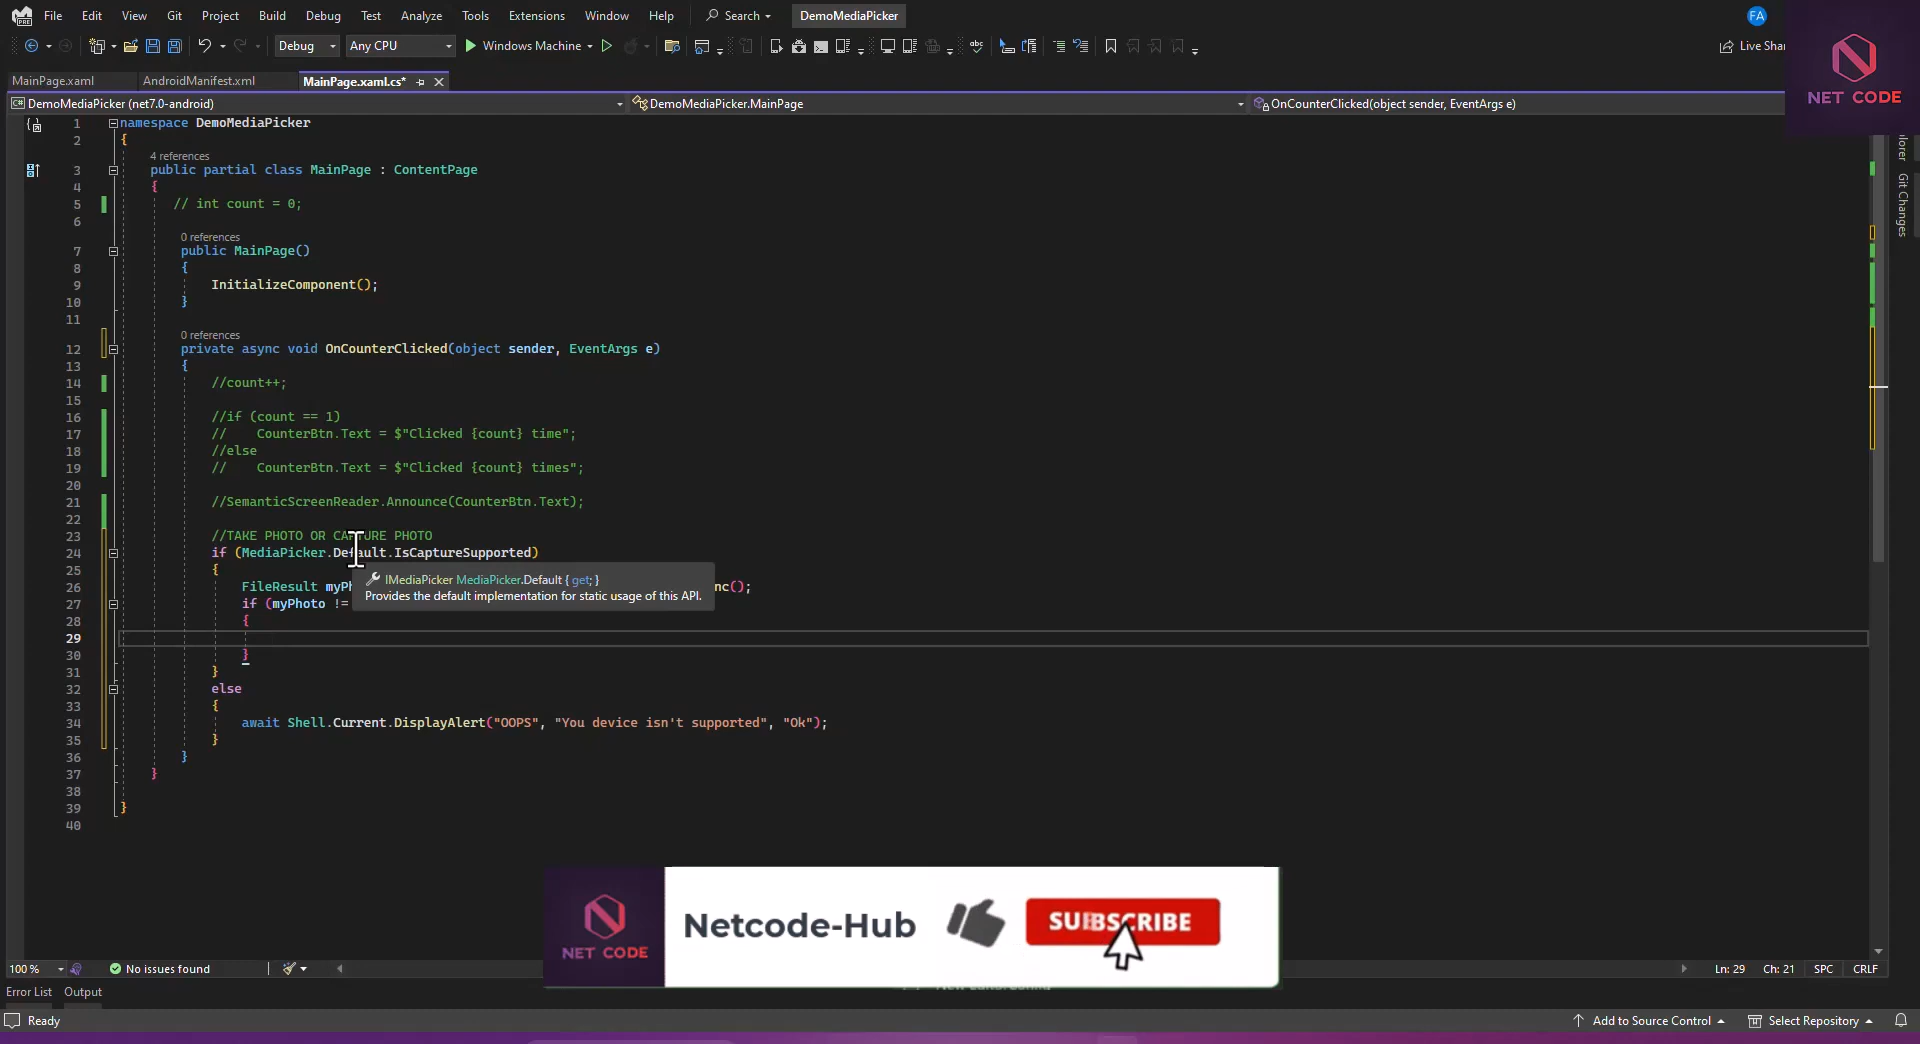 File Edit View Git Project Build Debug Test Analyze Tools Extensions Window Help Search DemoMediaPicker FA
Debug Any CPU Windows Machine Live Shar
NET CODE
MainPage.xaml AndroidManifest.xml MainPage.xaml.cs*
DemoMediaPicker (net7.0-android) DemoMediaPicker.MainPage OnCounterClicked(object sender, EventArgs e)
1 namespace DemoMediaPicker
2 {
4 references
3 public partial class MainPage : ContentPage
4 {
5 // int count = 0;
6
0 references
7 public MainPage()
8 {
9 InitializeComponent();
10 }
11
0 references
12 private async void OnCounterClicked(object sender, EventArgs e)
13 {
14 //count++;
15
16 //if (count == 1)
17 // CounterBtn.Text = $"Clicked {count} time";
18 //else
19 // CounterBtn.Text = $"Clicked {count} times";
20
21 //SemanticScreenReader.Announce(CounterBtn.Text);
22
23 //TAKE PHOTO OR CAPTURE PHOTO
24 if (MediaPicker.Default.IsCaptureSupported)
25 {
IMediaPicker MediaPicker.Default { get; }
26 FileResult myPh nc();
Provides the default implementation for static usage of this API.
27 if (myPhoto !=
28 {
29
30 }
31 }
32 else
33 {
34 await Shell.Current.DisplayAlert("OOPS", "You device isn't supported", "Ok");
35 }
36 }
37 }
38
39 }
40
Git Changes
NET CODE
Netcode-Hub
SUBSCRIBE
100 % No issues found Ln: 29 Ch: 21 SPC CRLF
Error List Output
Ready Add to Source Control Select Repository